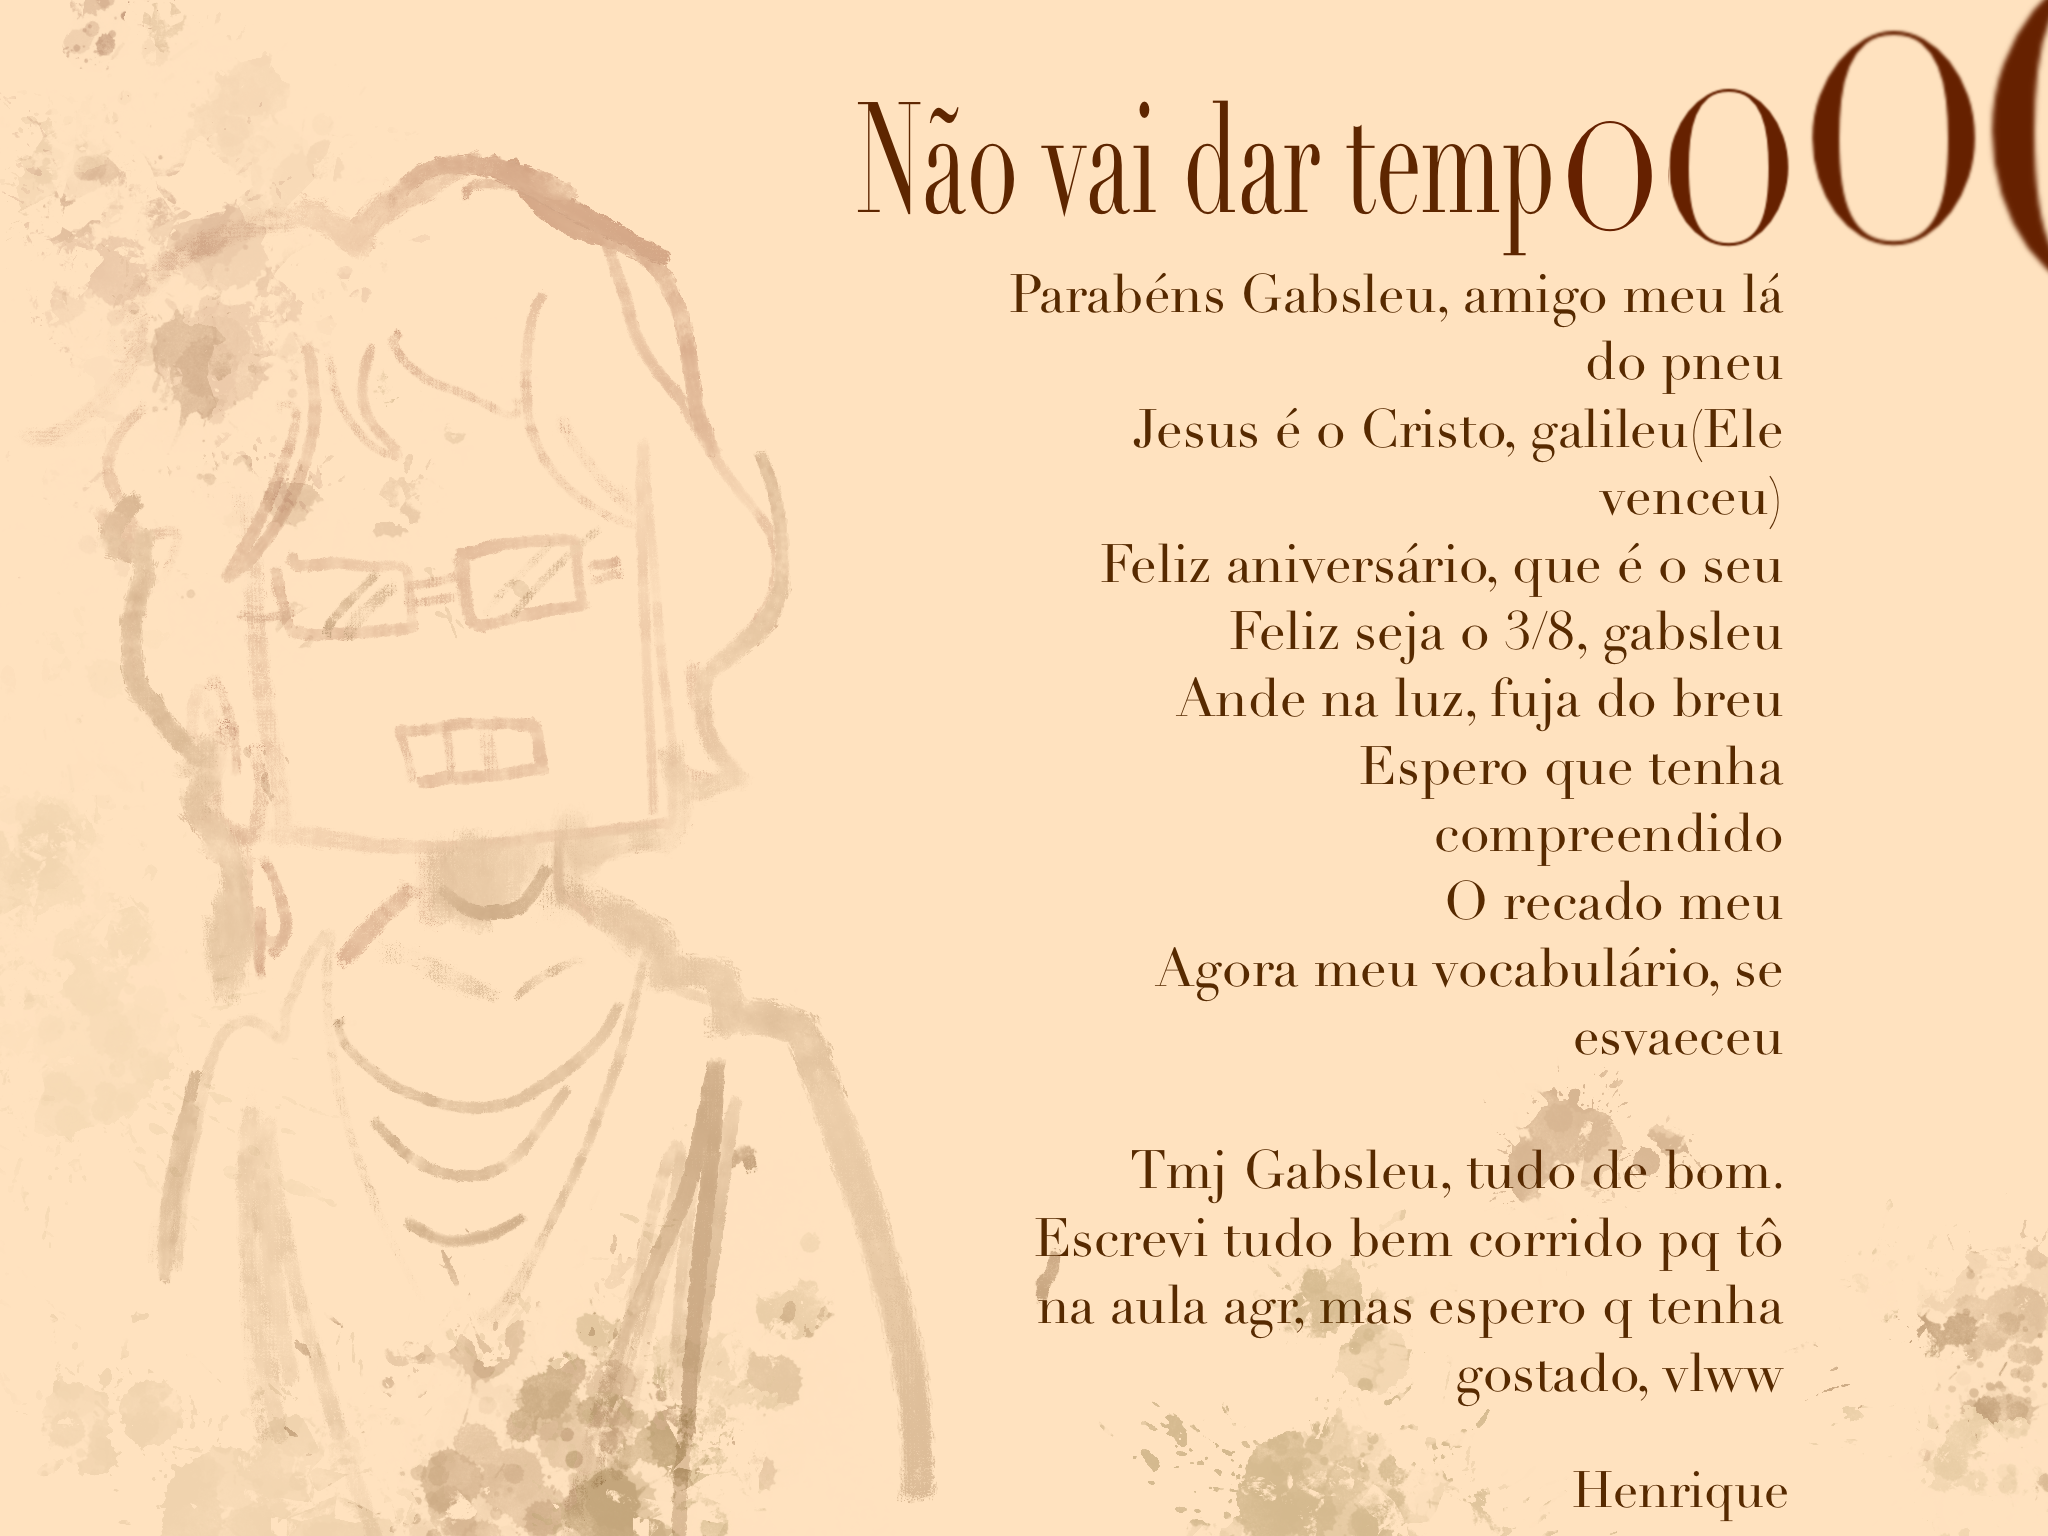 Não vai dar tempooOO
Parabéns Gabsleu, amigo meu lá
do pneu
Jesus é o Cristo, galileu(Ele
venceu)
Feliz aniversário, que é o seu
Feliz seja o 3/8, gabsleu
Ande na luz, fuja do breu
Espero que tenha
compreendido
O recado meu
Agora meu vocabulário, se
esvaeceu
Tmj Gabsleu, tudo de bom.
Escrevi tudo bem corrido pq tô
na aula agr, mas espero q tenha
gostado, vlww
Henrique